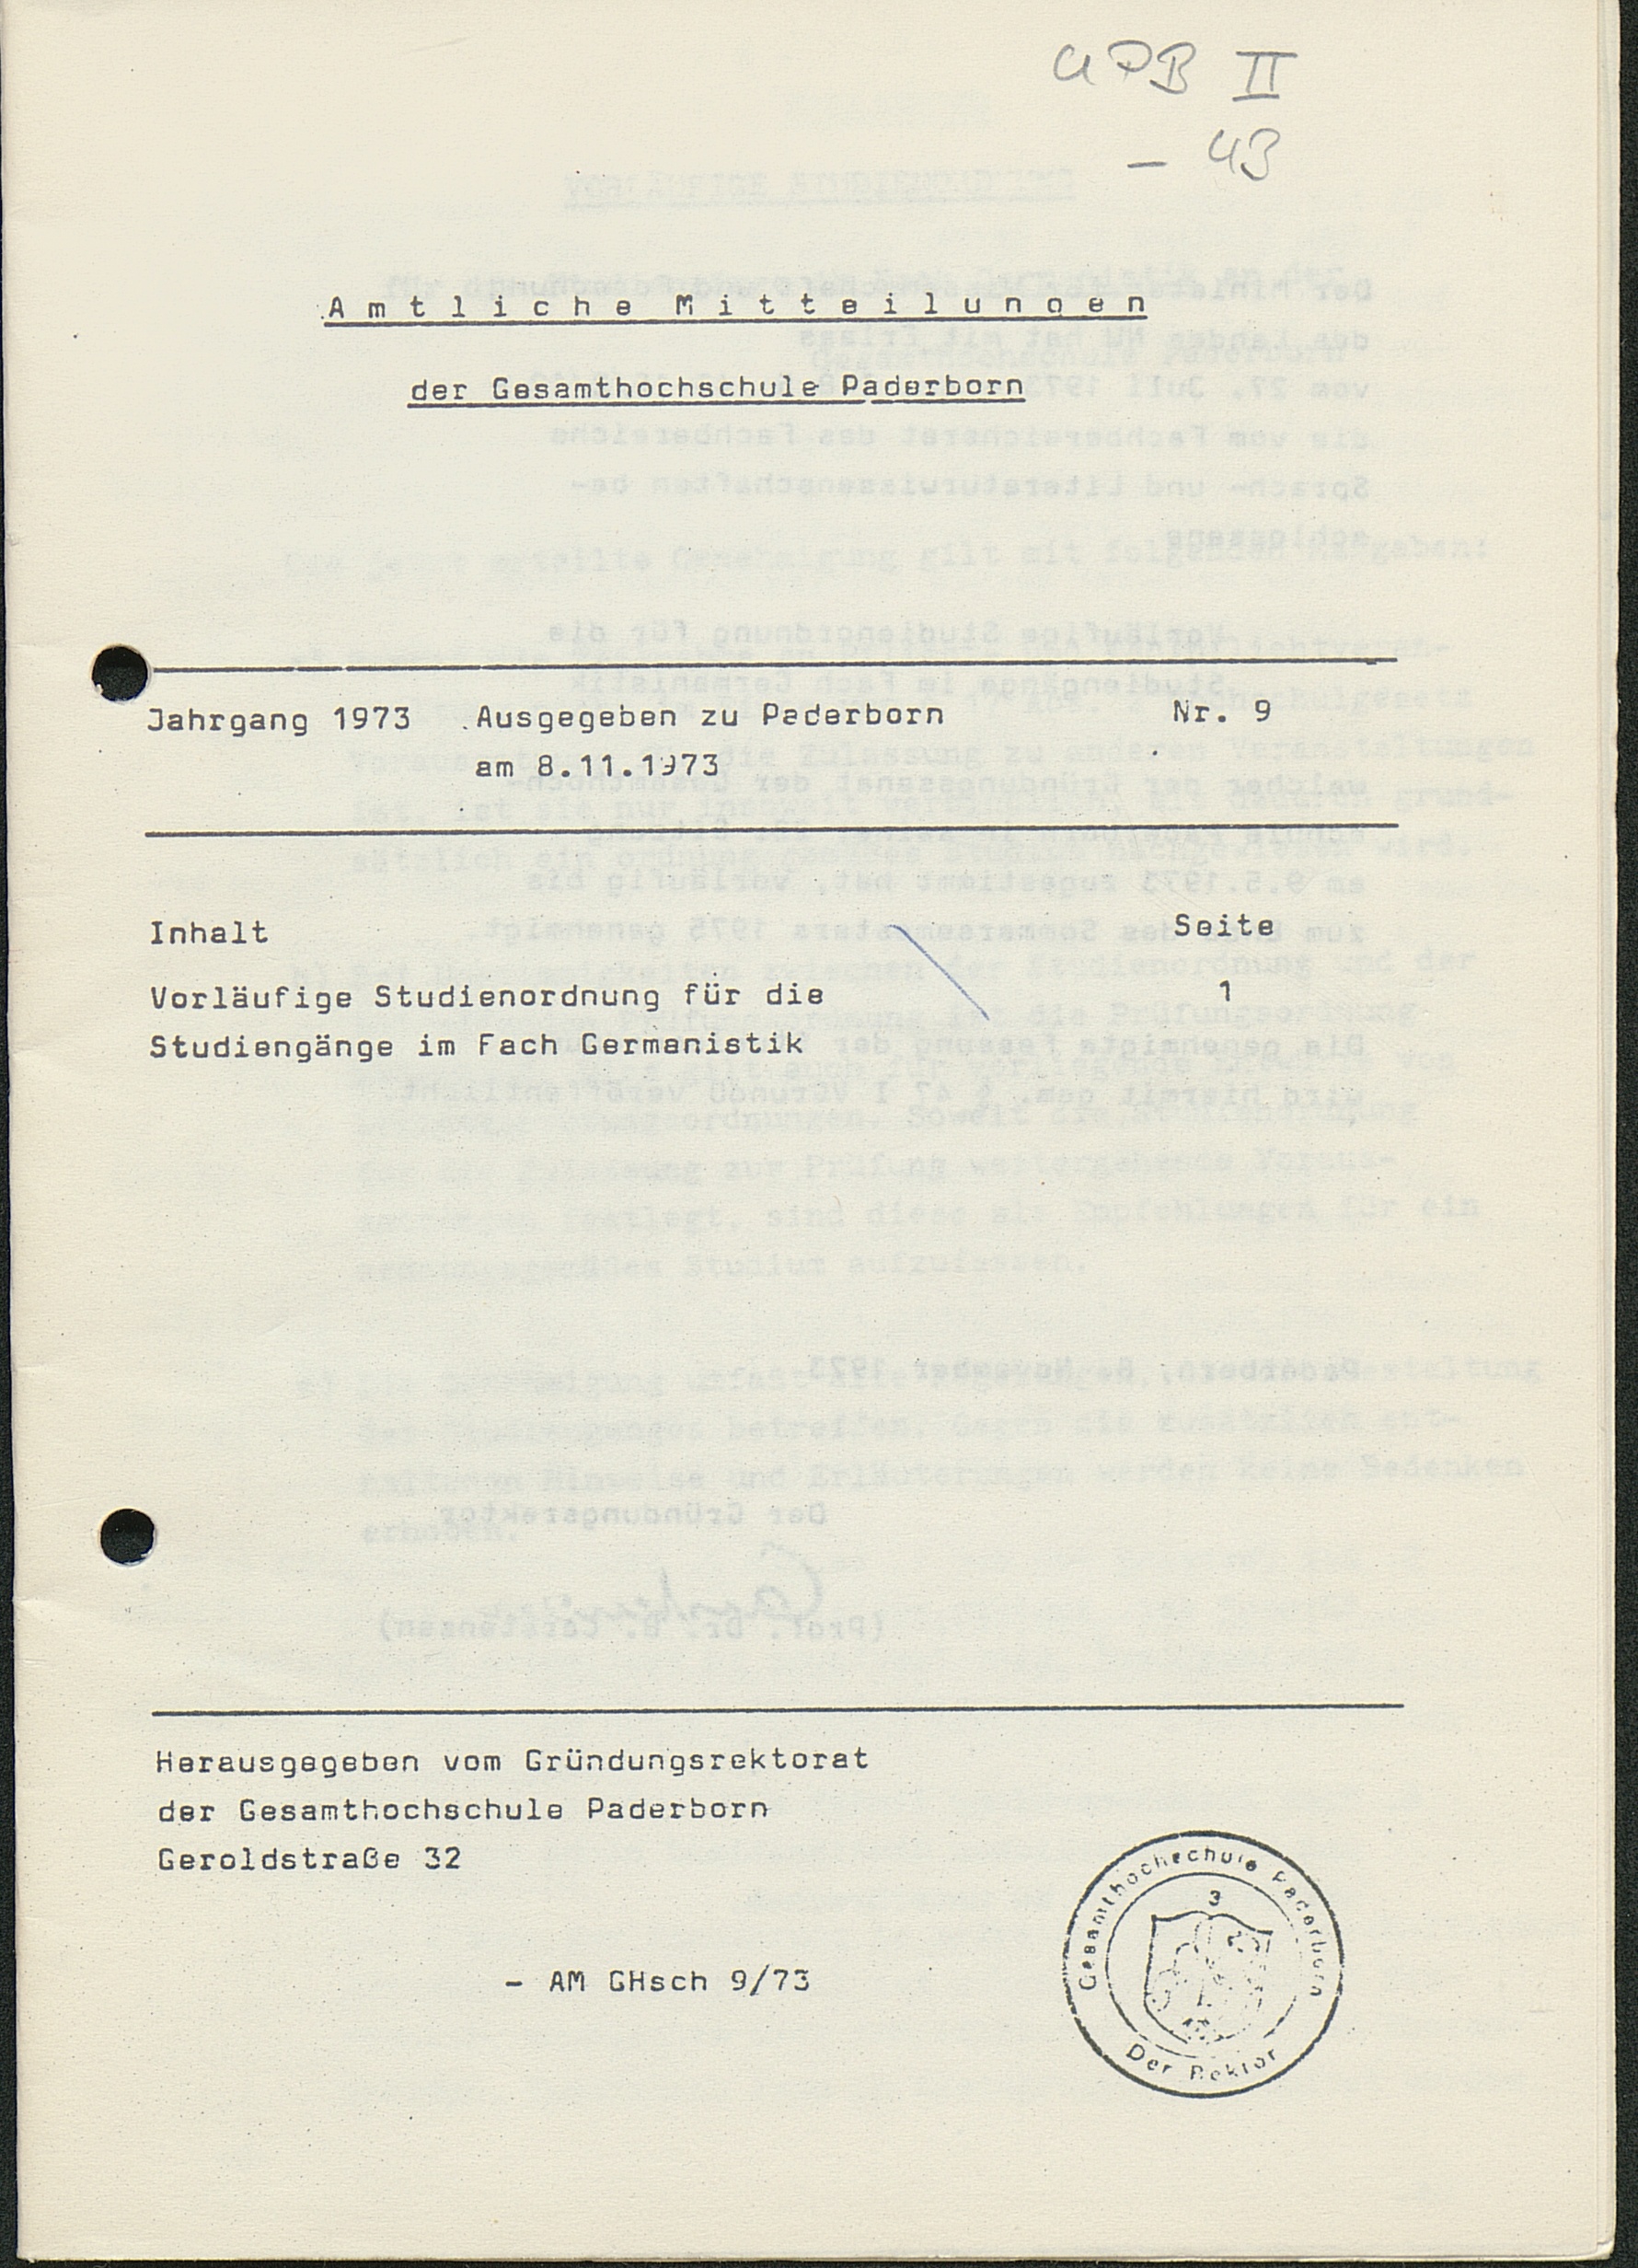 UPB II
- 43
Amtliche Mitteilungen
der Gesamthochschule Paderborn
Jahrgang 1973 Ausgegeben zu Paderborn Nr. 9
am 8.11.1973
Inhalt Seite
Vorläufige Studienordnung für die 1
Studiengänge im Fach Germanistik
Herausgegeben vom Gründungsrektorat
der Gesamthochschule Paderborn
Geroldstraße 32
- AM GHsch 9/73
Gesamthochschule Paderborn
3
Der Rektor